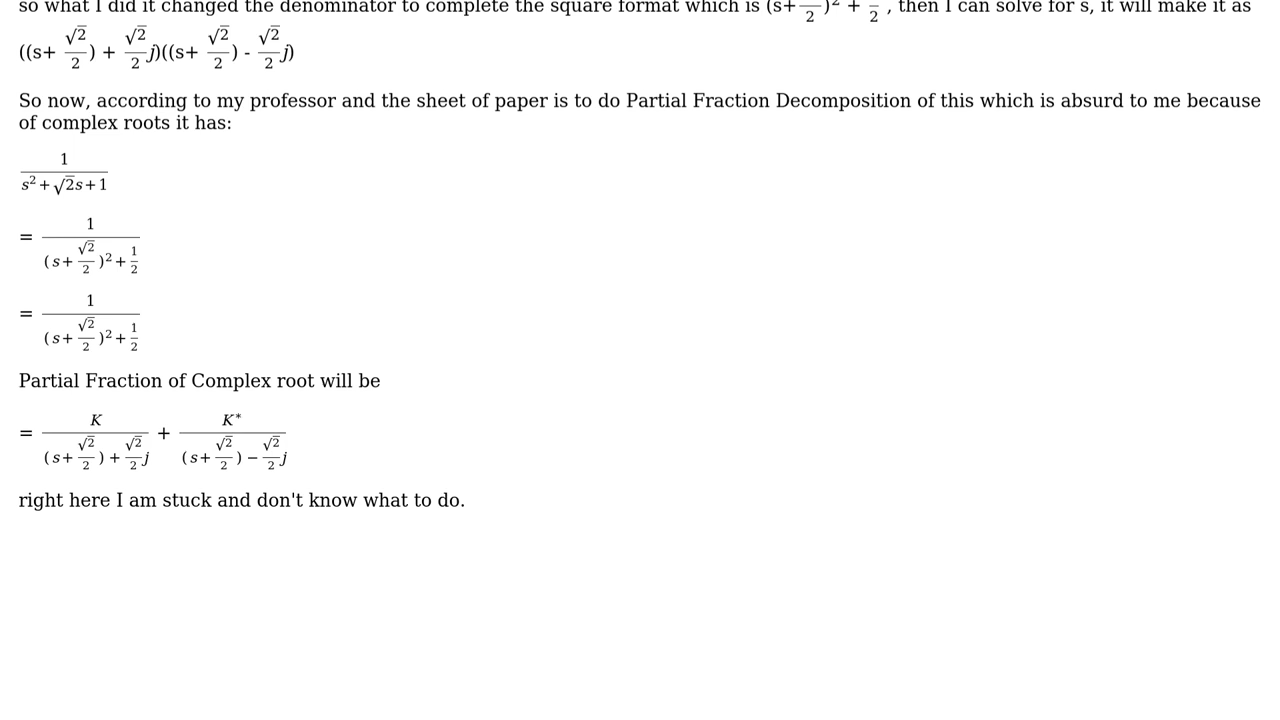 so what I did it changed the denominator to complete the square format which is (s+ 2 )² + 2 , then I can solve for s, it will make it as
((s+ √2/2) + √2/2 j)((s+ √2/2) - √2/2 j)
So now, according to my professor and the sheet of paper is to do Partial Fraction Decomposition of this which is absurd to me because
of complex roots it has:
1/(s² + √2s + 1)
= 1/((s + √2/2)² + 1/2)
= 1/((s + √2/2)² + 1/2)
Partial Fraction of Complex root will be
= K/((s + √2/2) + √2/2 j) + K*/((s + √2/2) − √2/2 j)
right here I am stuck and don't know what to do.